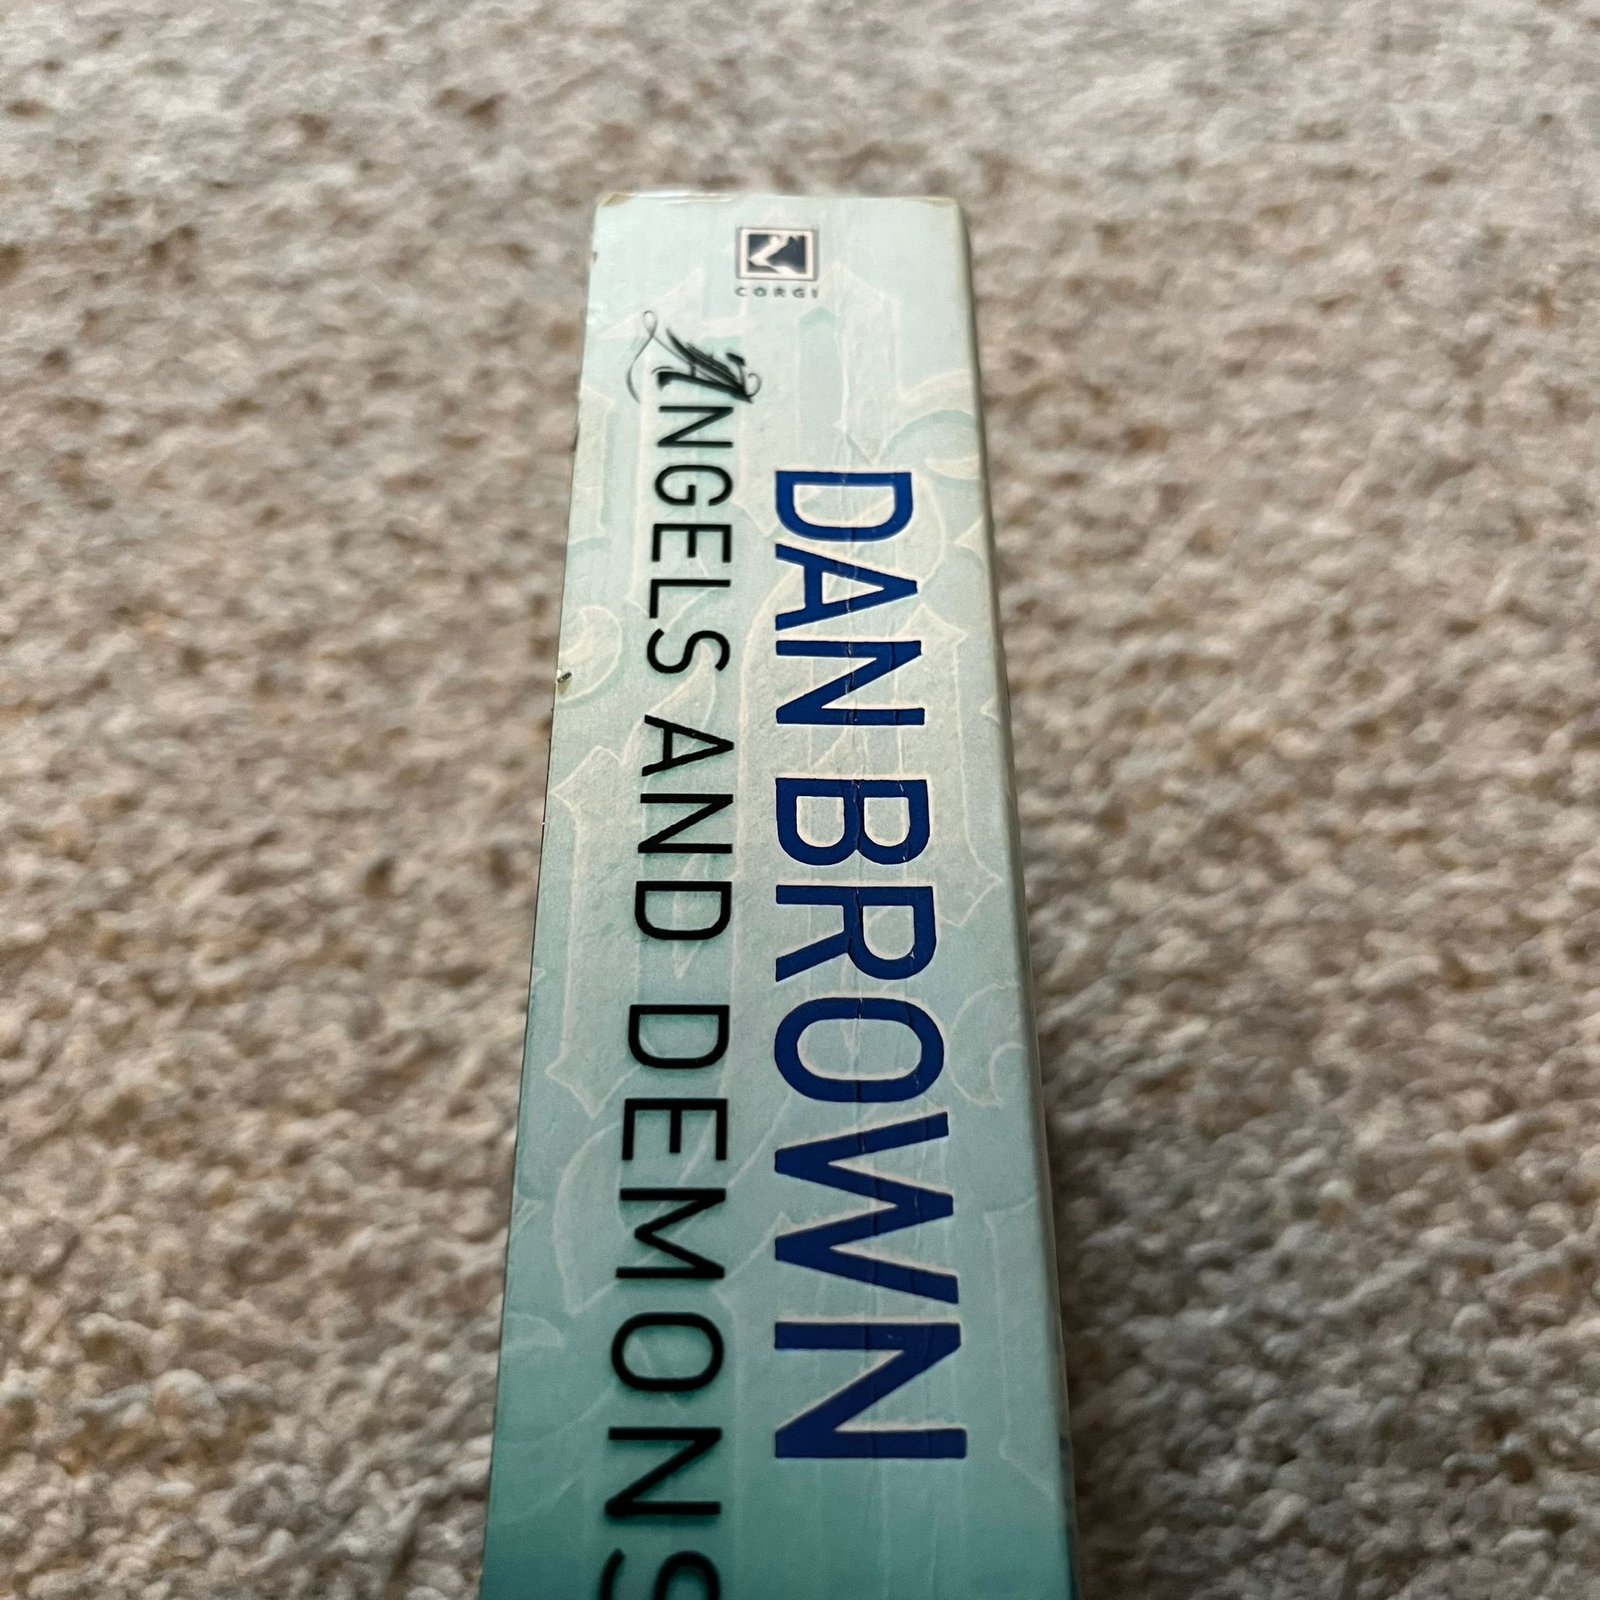 CORGI
DAN BROWN
ANGELS AND DEMONS